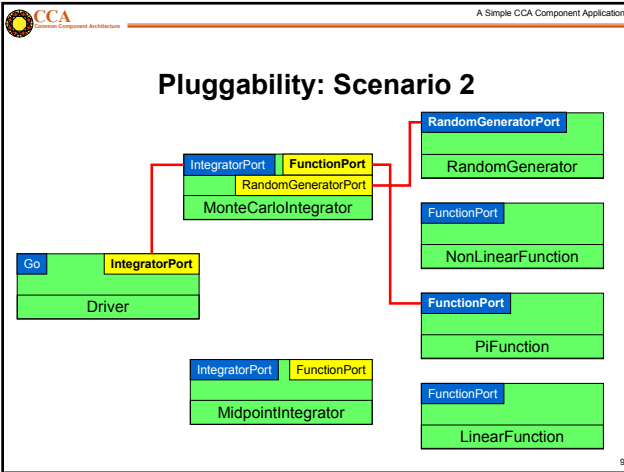 CCA
Common Component Architecture
A Simple CCA Component Application
Pluggability: Scenario 2
RandomGeneratorPort
RandomGenerator
IntegratorPort FunctionPort
RandomGeneratorPort
MonteCarloIntegrator
FunctionPort
NonLinearFunction
Go IntegratorPort
Driver
FunctionPort
PiFunction
IntegratorPort FunctionPort
MidpointIntegrator
FunctionPort
LinearFunction
9